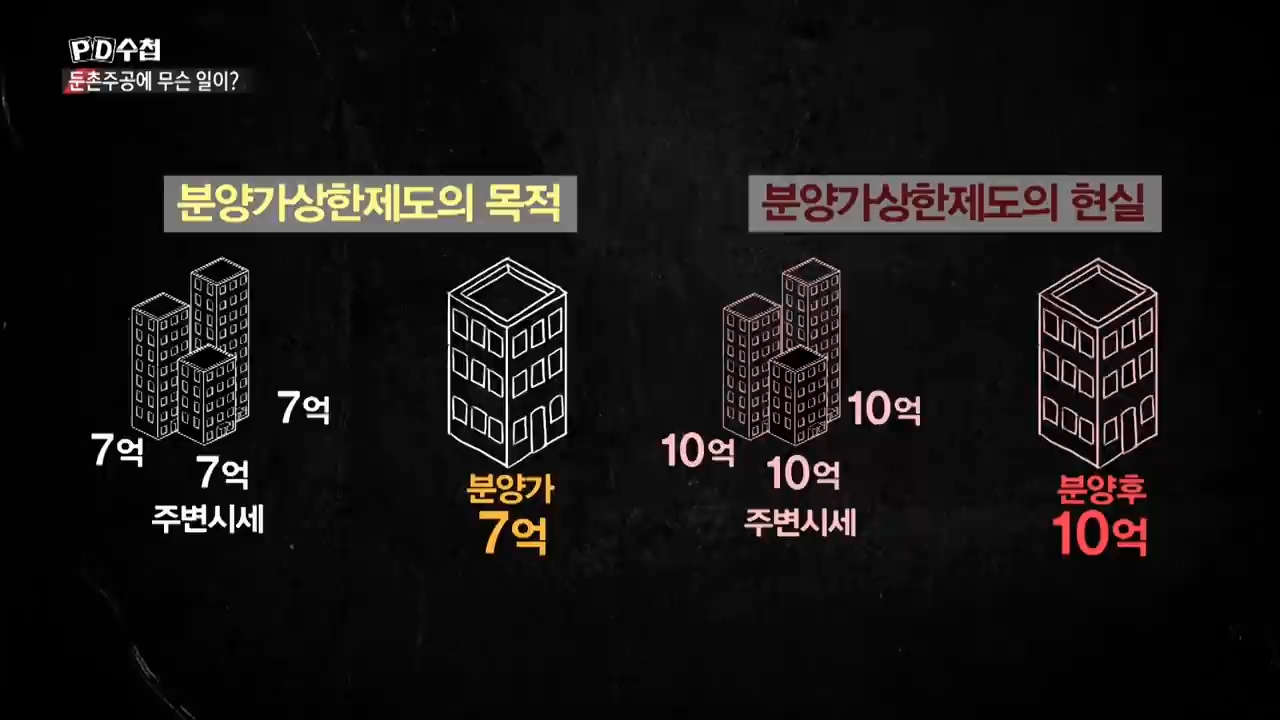 PD수첩
둔촌주공에 무슨 일이?
분양가상한제도의 목적
7억
7억
7억
주변시세
분양가
7억
분양가상한제도의 현실
10억
10억
10억
주변시세
분양후
10억